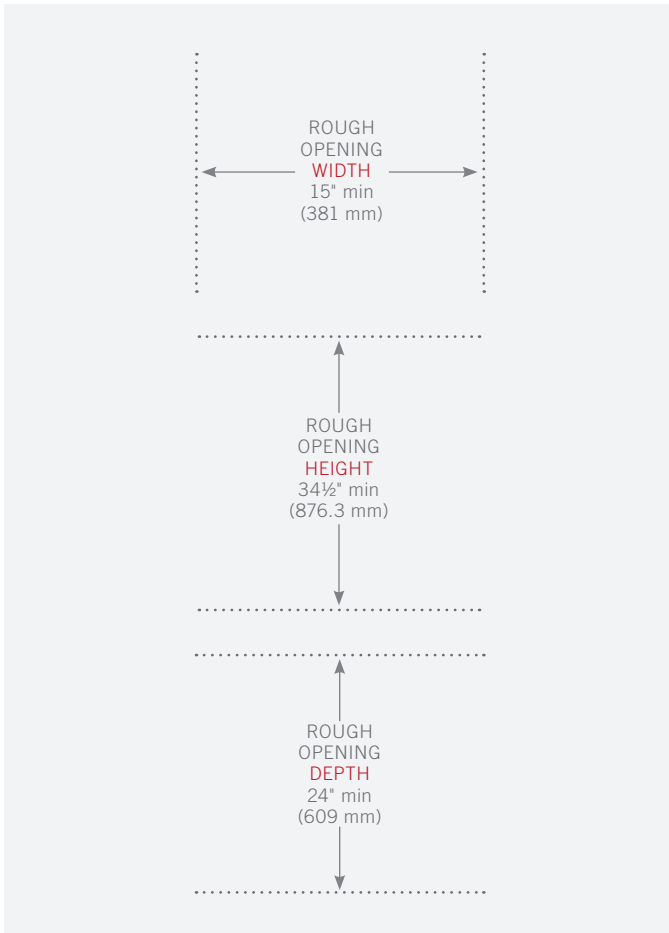 ROUGH
OPENING
WIDTH
15" min
(381 mm)
ROUGH
OPENING
HEIGHT
34½" min
(876.3 mm)
ROUGH
OPENING
DEPTH
24" min
(609 mm)